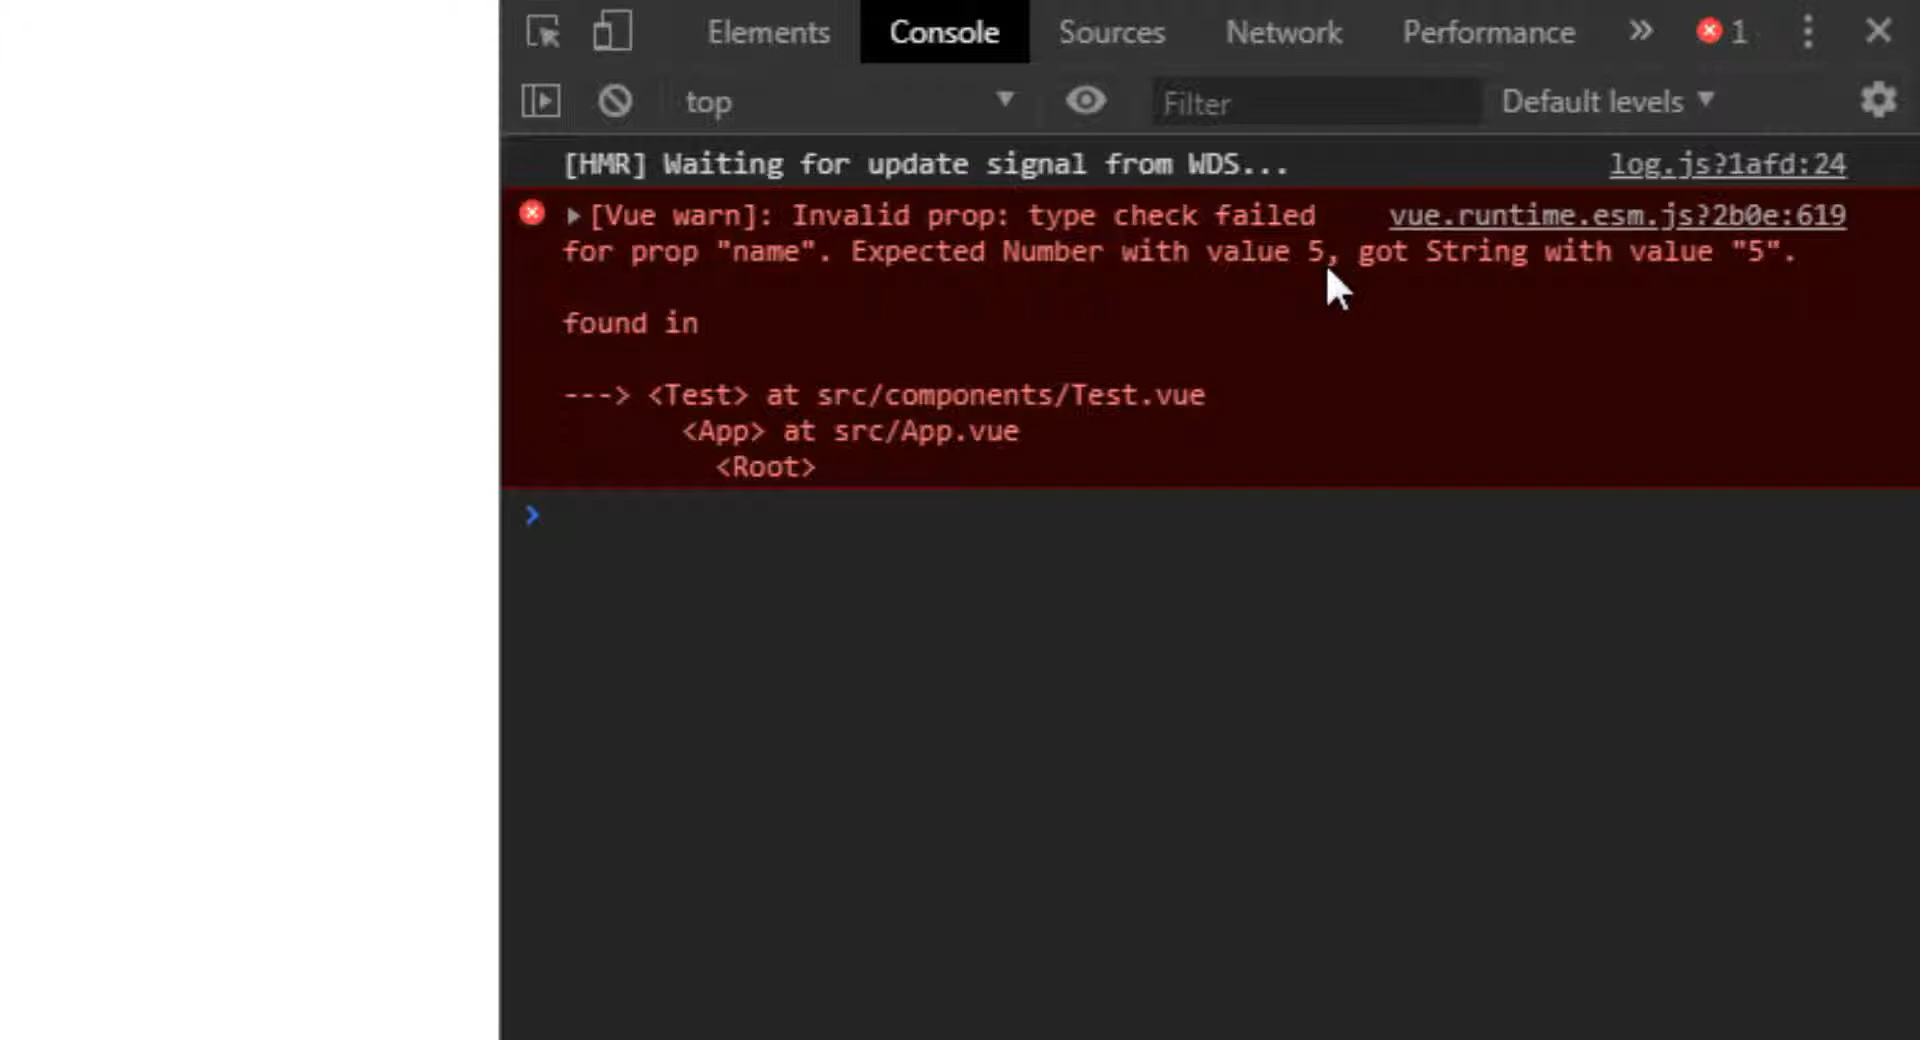 Elements Console Sources Network Performance » 1
top Filter Default levels
[HMR] Waiting for update signal from WDS... log.js?1afd:24
[Vue warn]: Invalid prop: type check failed vue.runtime.esm.js?2b0e:619
for prop "name". Expected Number with value 5, got String with value "5".
found in
---> <Test> at src/components/Test.vue
<App> at src/App.vue
<Root>